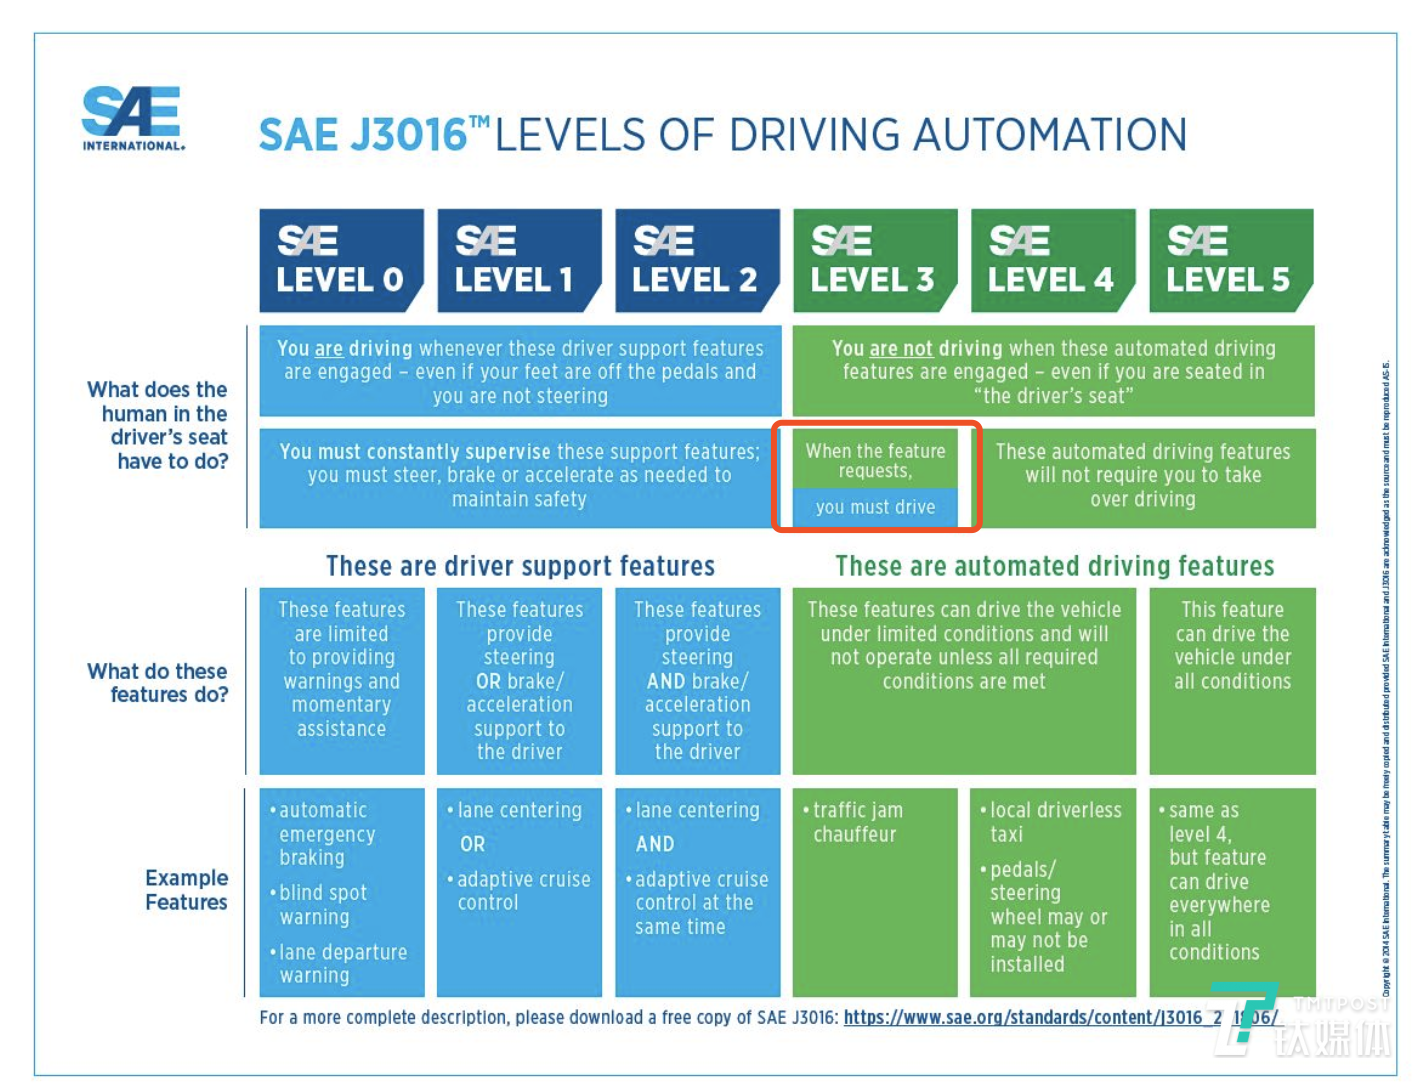 SAE
INTERNATIONAL®
SAE J3016™ LEVELS OF DRIVING AUTOMATION
SAE
LEVEL 0
SAE
LEVEL 1
SAE
LEVEL 2
SAE
LEVEL 3
SAE
LEVEL 4
SAE
LEVEL 5
What does the
human in the
driver's seat
have to do?
You are driving whenever these driver support features
are engaged – even if your feet are off the pedals and
you are not steering
You are not driving when these automated driving
features are engaged – even if you are seated in
“the driver's seat”
You must constantly supervise these support features;
you must steer, brake or accelerate as needed to
maintain safety
When the feature
requests,
you must drive
These automated driving features
will not require you to take
over driving
These are driver support features
These are automated driving features
What do these
features do?
These features
are limited
to providing
warnings and
momentary
assistance
These features
provide
steering
OR brake/
acceleration
support to
the driver
These features
provide
steering
AND brake/
acceleration
support to
the driver
These features can drive the vehicle
under limited conditions and will
not operate unless all required
conditions are met
This feature
can drive the
vehicle under
all conditions
Example
Features
• automatic
emergency
braking
• blind spot
warning
• lane departure
warning
• lane centering
OR
• adaptive cruise
control
• lane centering
AND
• adaptive cruise
control at the
same time
• traffic jam
chauffeur
• local driverless
taxi
• pedals/
steering
wheel may or
may not be
installed
• same as
level 4,
but feature
can drive
everywhere
in all
conditions
For a more complete description, please download a free copy of SAE J3016: https://www.sae.org/standards/content/j3016_2 1806/
Copyright © 2014 SAE International. The summary table may be freely copied and distributed provided SAE International and J3016 are acknowledged as the source and must be reproduced AS-IS.
TMTPOST
钛媒体